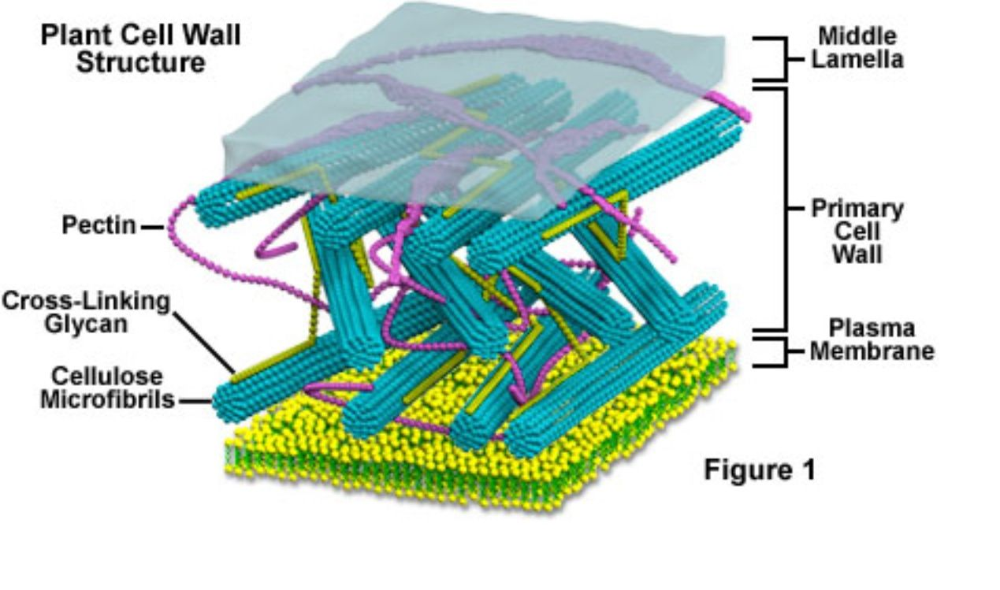 Plant Cell Wall
Structure
Middle
Lamella
Pectin
Primary
Cell
Wall
Cross-Linking
Glycan
Plasma
Membrane
Cellulose
Microfibrils
Figure 1